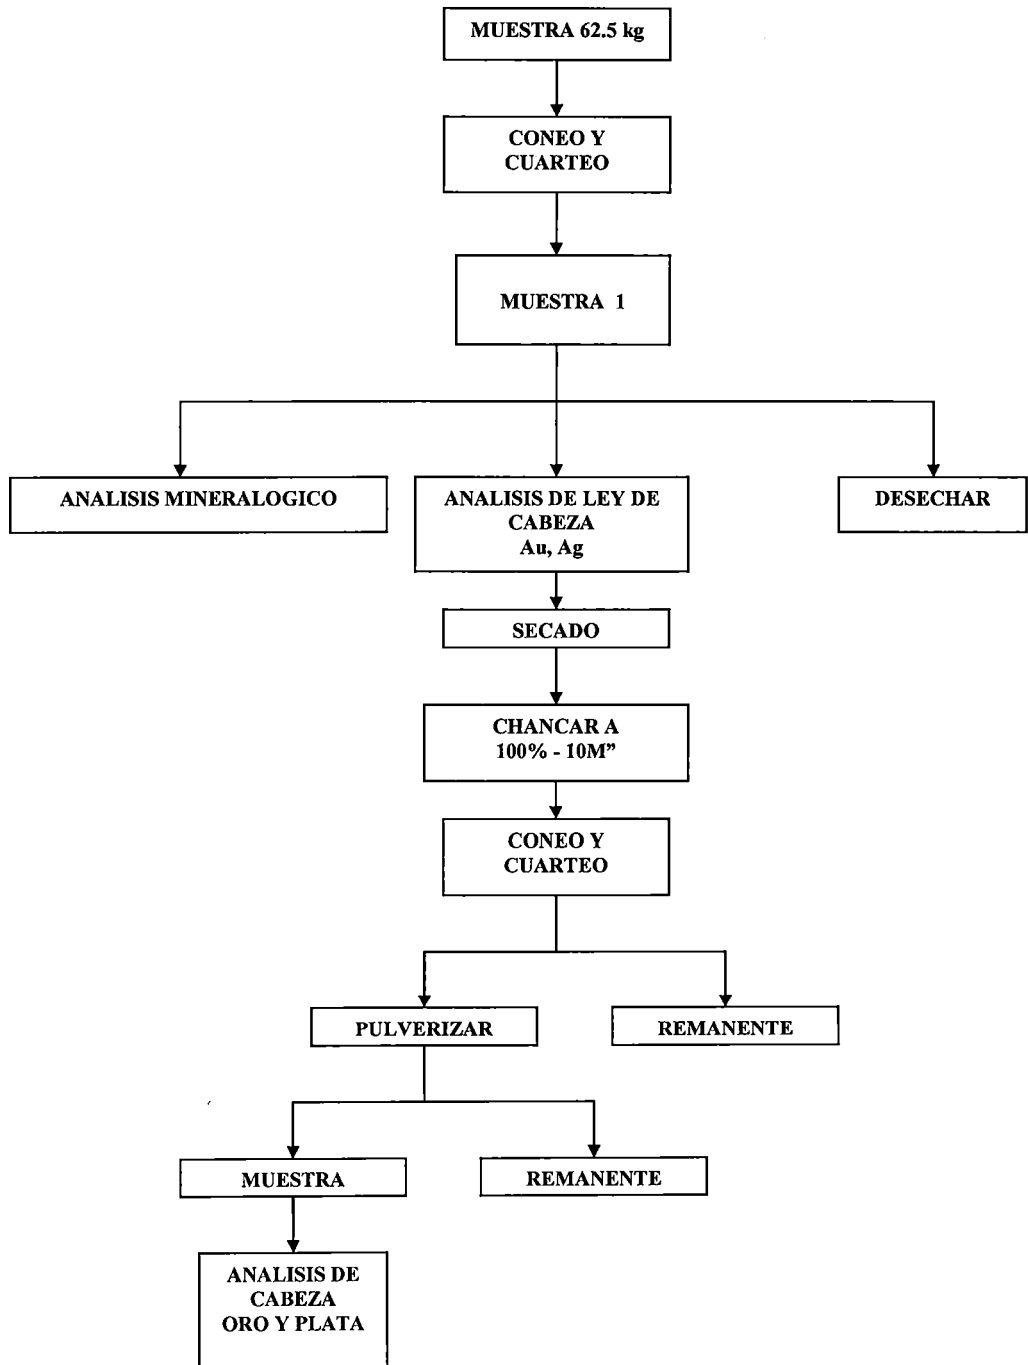 MUESTRA 62.5 kg
CONEO Y
CUARTEO
MUESTRA 1
ANALISIS MINERALOGICO
ANALISIS DE LEY DE
CABEZA
Au, Ag
DESECHAR
SECADO
CHANCAR A
100% - 10M”
CONEO Y
CUARTEO
PULVERIZAR
REMANENTE
MUESTRA
REMANENTE
ANALISIS DE
CABEZA
ORO Y PLATA